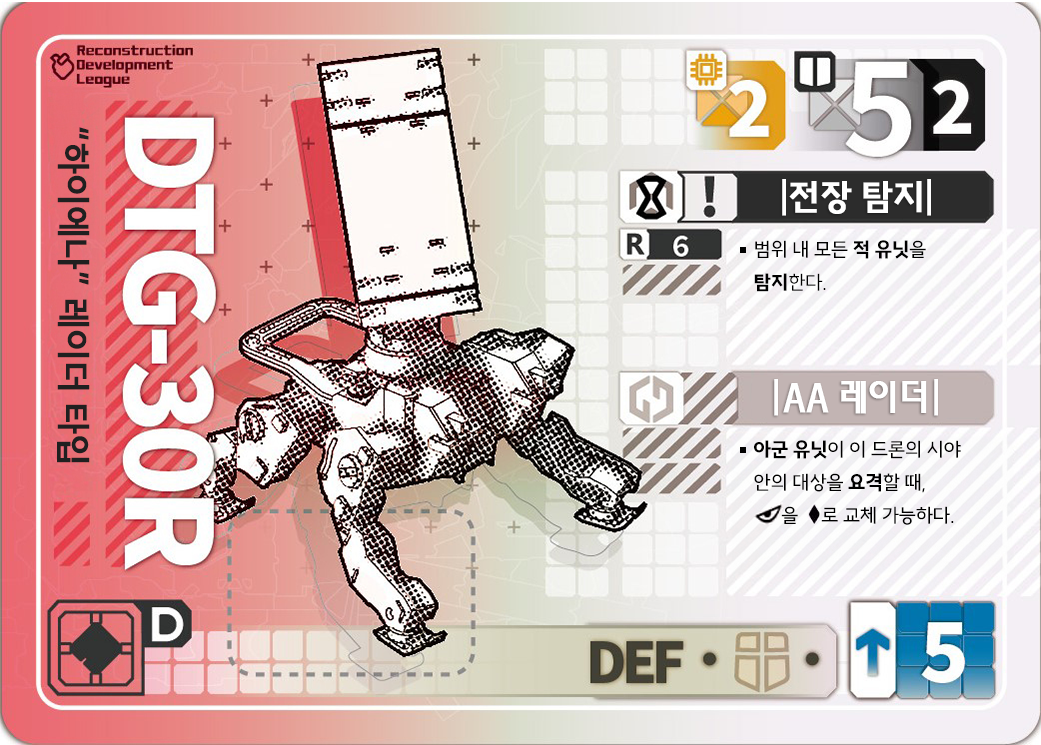 Reconstruction
Development
League
DTG-30R
"하이에나" 레이더 타입
2
5
2
!
|전장 탐지|
R 6
▪ 범위 내 모든 적 유닛을
탐지한다.
|AA 레이더|
▪ 아군 유닛이 이 드론의 시야
안의 대상을 요격할 때,
을 ♦로 교체 가능하다.
D
DEF • •
5